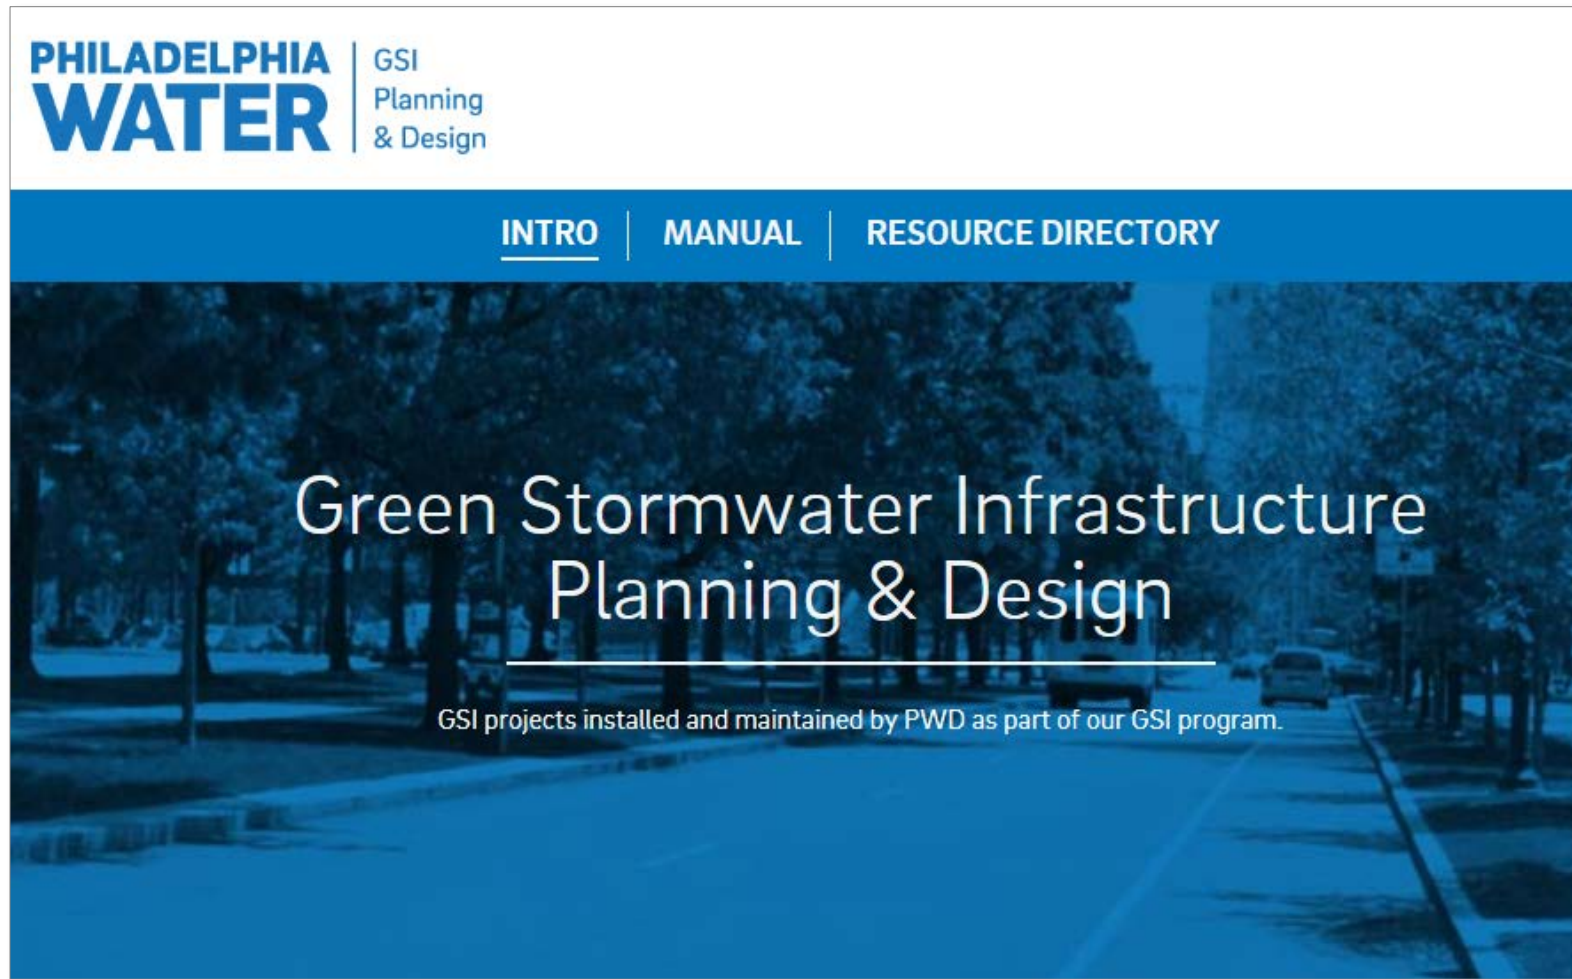 PHILADELPHIA
WATER
GSI
Planning
& Design
INTRO
MANUAL
RESOURCE DIRECTORY
Green Stormwater Infrastructure
Planning & Design
GSI projects installed and maintained by PWD as part of our GSI program.